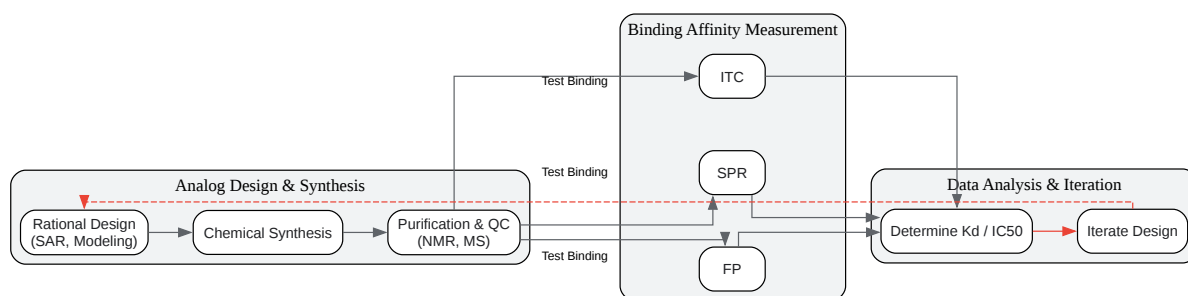 Binding Affinity Measurement
ITC
Test Binding
SPR
Test Binding
Analog Design & Synthesis
Data Analysis & Iteration
Rational Design
(SAR, Modeling)
Chemical Synthesis
Purification & QC
(NMR, MS)
Determine Kd / IC50
Iterate Design
Test Binding
FP